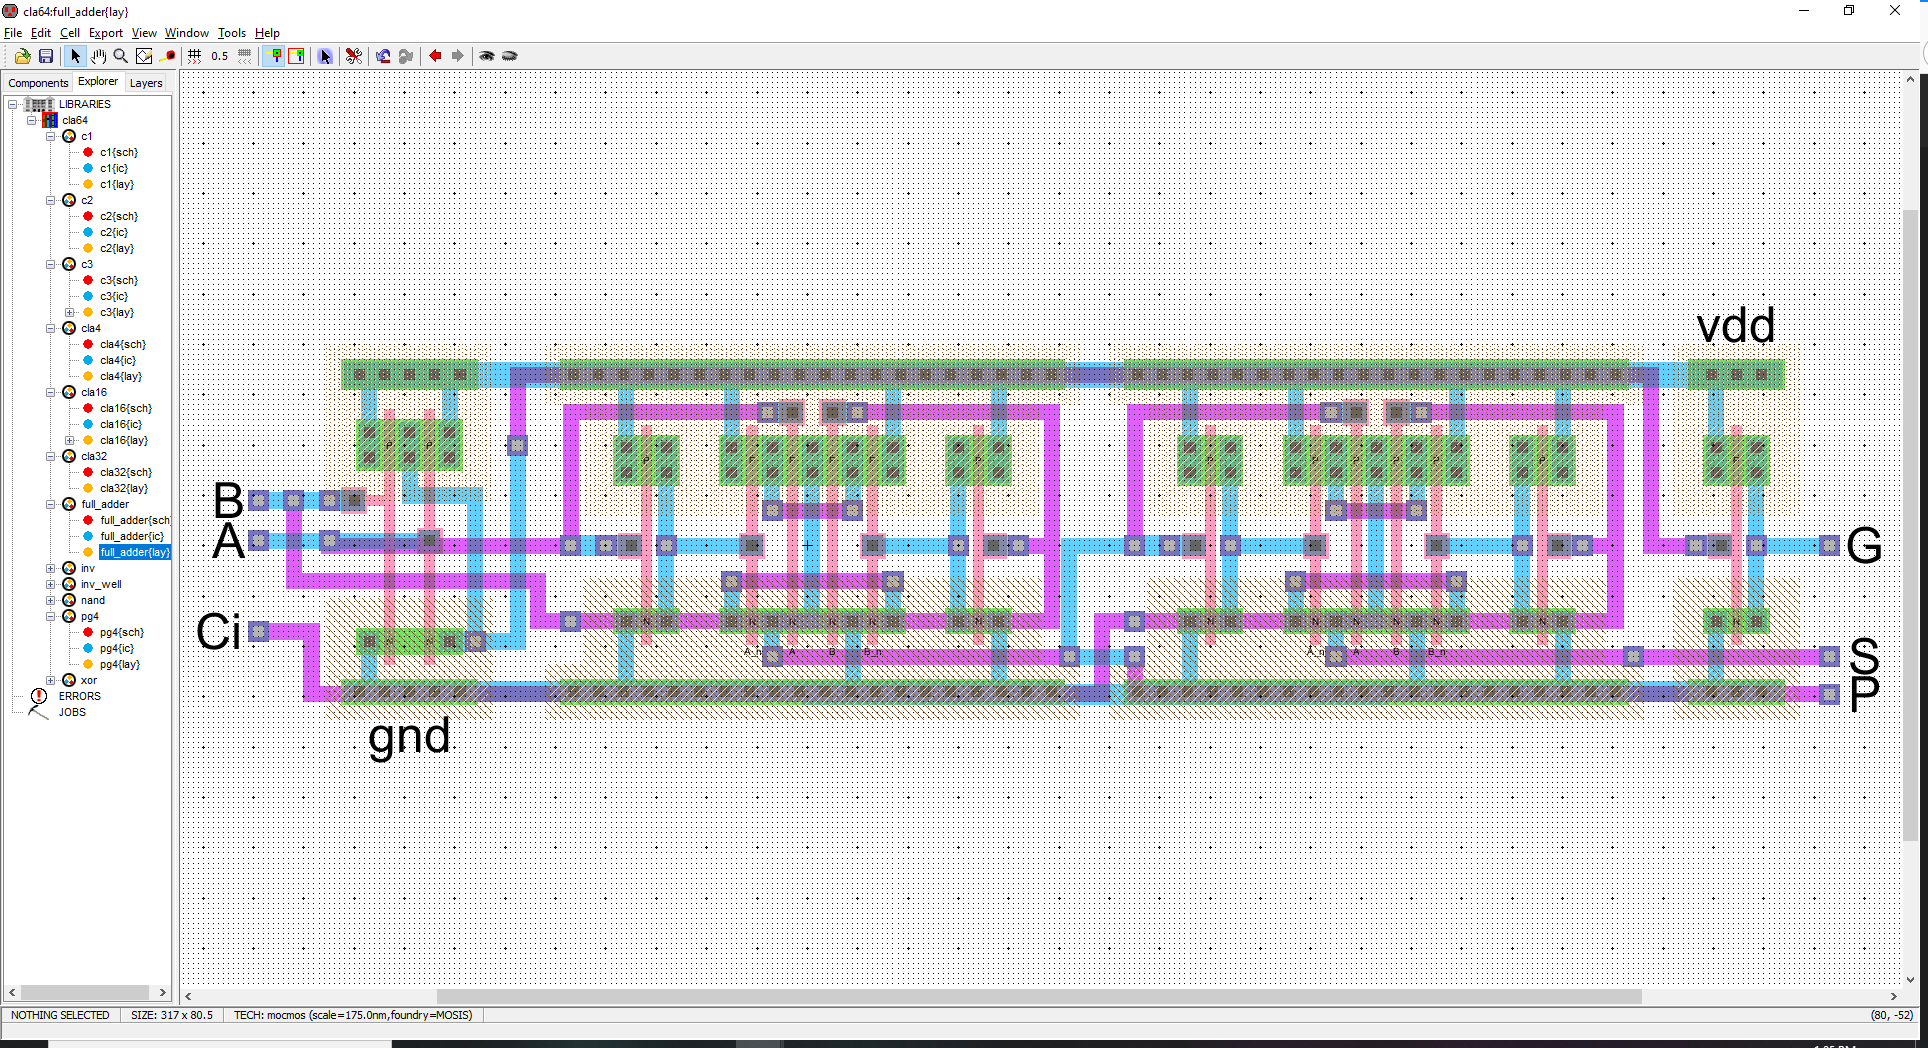 cla64:full_adder{lay}
File Edit Cell Export View Window Tools Help
0.5
Components Explorer Layers
LIBRARIES
cla64
c1
c1{sch}
c1{ic}
c1{lay}
c2
c2{sch}
c2{ic}
c2{lay}
c3
c3{sch}
c3{ic}
c3{lay}
cla4
cla4{sch}
cla4{ic}
cla4{lay}
cla16
cla16{sch}
cla16{ic}
cla16{lay}
cla32
cla32{sch}
cla32{lay}
full_adder
full_adder{sch
full_adder{ic}
full_adder{lay}
inv
inv_well
nand
pg4
pg4{sch}
pg4{ic}
pg4{lay}
xor
ERRORS
JOBS
vdd
B
A
G
Ci
A_n A B B_n A_n A B B_n
S
P
gnd
NOTHING SELECTED SIZE: 317 x 80.5 TECH: mocmos (scale=175.0nm,foundry=MOSIS) (80, -52)